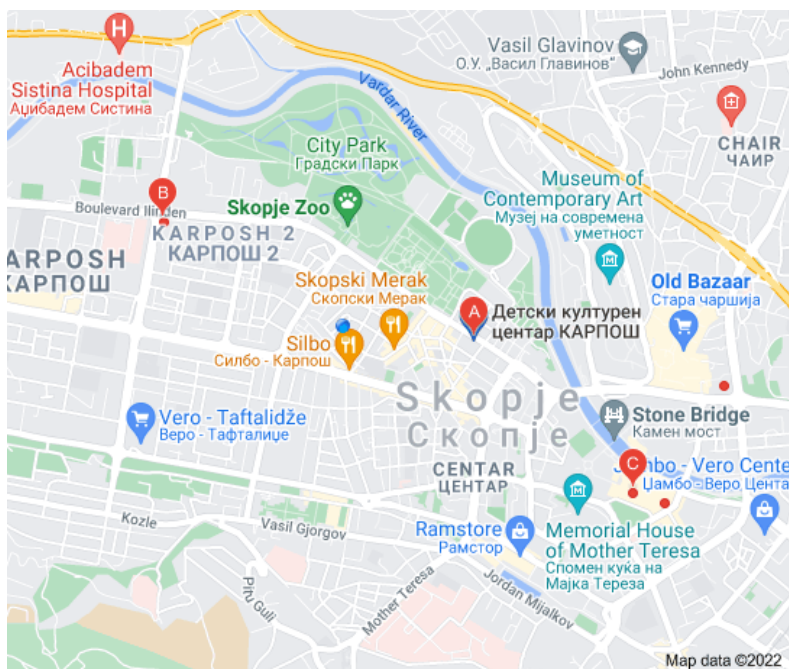 H
Acibadem
Sistina Hospital
Аџибадем Систина
Vasil Glavinov
О.У. „Васил Главинов"
John Kennedy
Vardar River
CHAIR
ЧАИР
City Park
Градски Парк
Museum of
Contemporary Art
Музеј на современа
уметност
Skopje Zoo
B
Boulevard Ilinden
KARPOSH 2
КАРПОШ 2
ARPOSH
КАРПОШ
Skopski Merak
Скопски Мерак
Old Bazaar
Стара чаршија
A
Детски културен
центар КАРПОШ
Silbo
Силбо - Карпош
Skopje
Скопје
Vero - Taftalidže
Веро - Тафталиџе
Stone Bridge
Камен мост
C
Vero Cente
Џамбо - Веро Цента
CENTAR
ЦЕНТАР
Kozle
Vasil Gjorgov
Ramstore
Рамстор
Memorial House
of Mother Teresa
Спомен куќа на
Мајка Тереза
Pitu Guli
Mother Teresa
Jordan Mijalkov
Map data ©2022